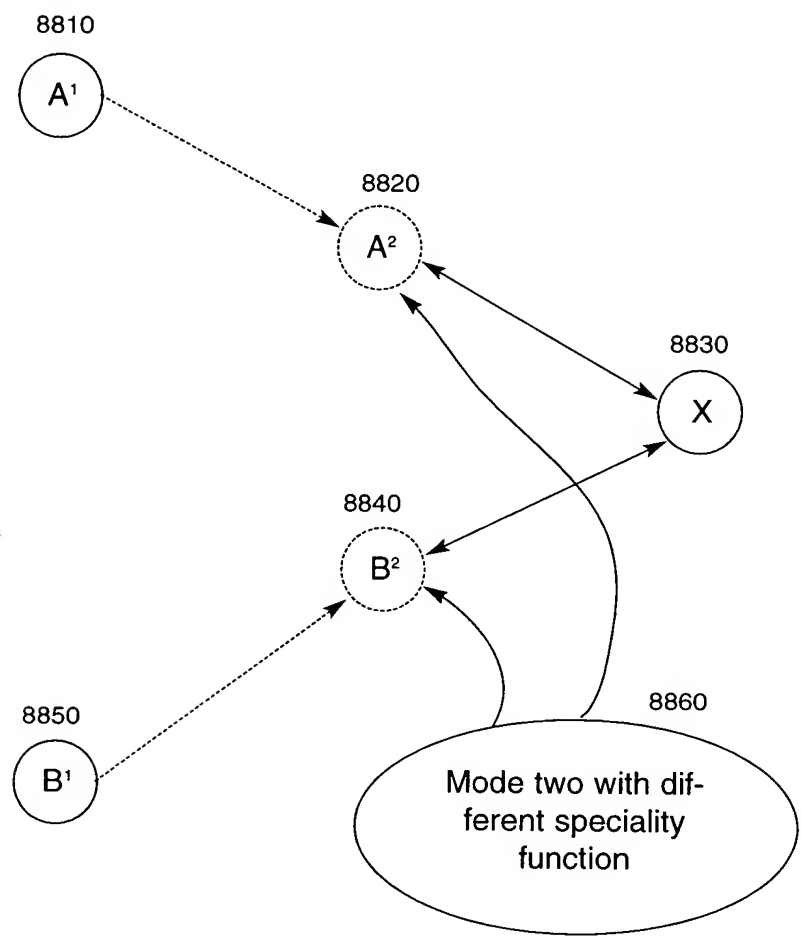 8810
A¹
8820
A²
8830
X
8840
B²
8850
B¹
8860
Mode two with dif-
ferent speciality
function